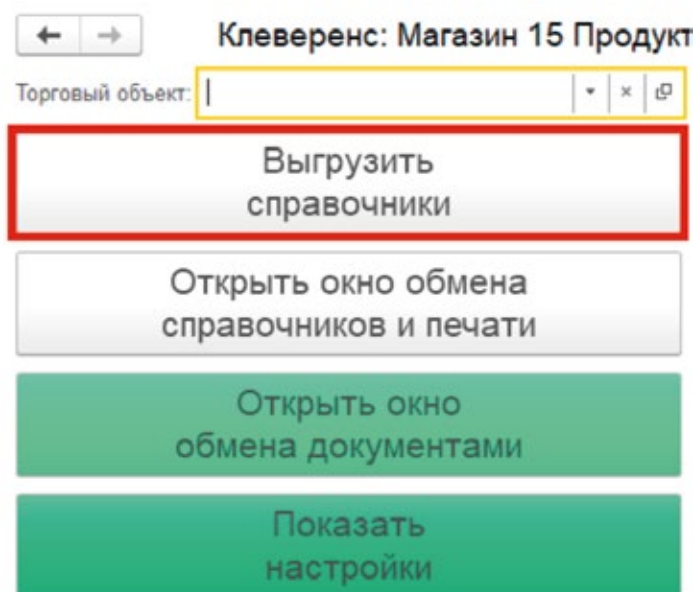 Клеверенс: Магазин 15 Продукт
Торговый объект:
Выгрузить
справочники
Открыть окно обмена
справочников и печати
Открыть окно
обмена документами
Показать
настройки